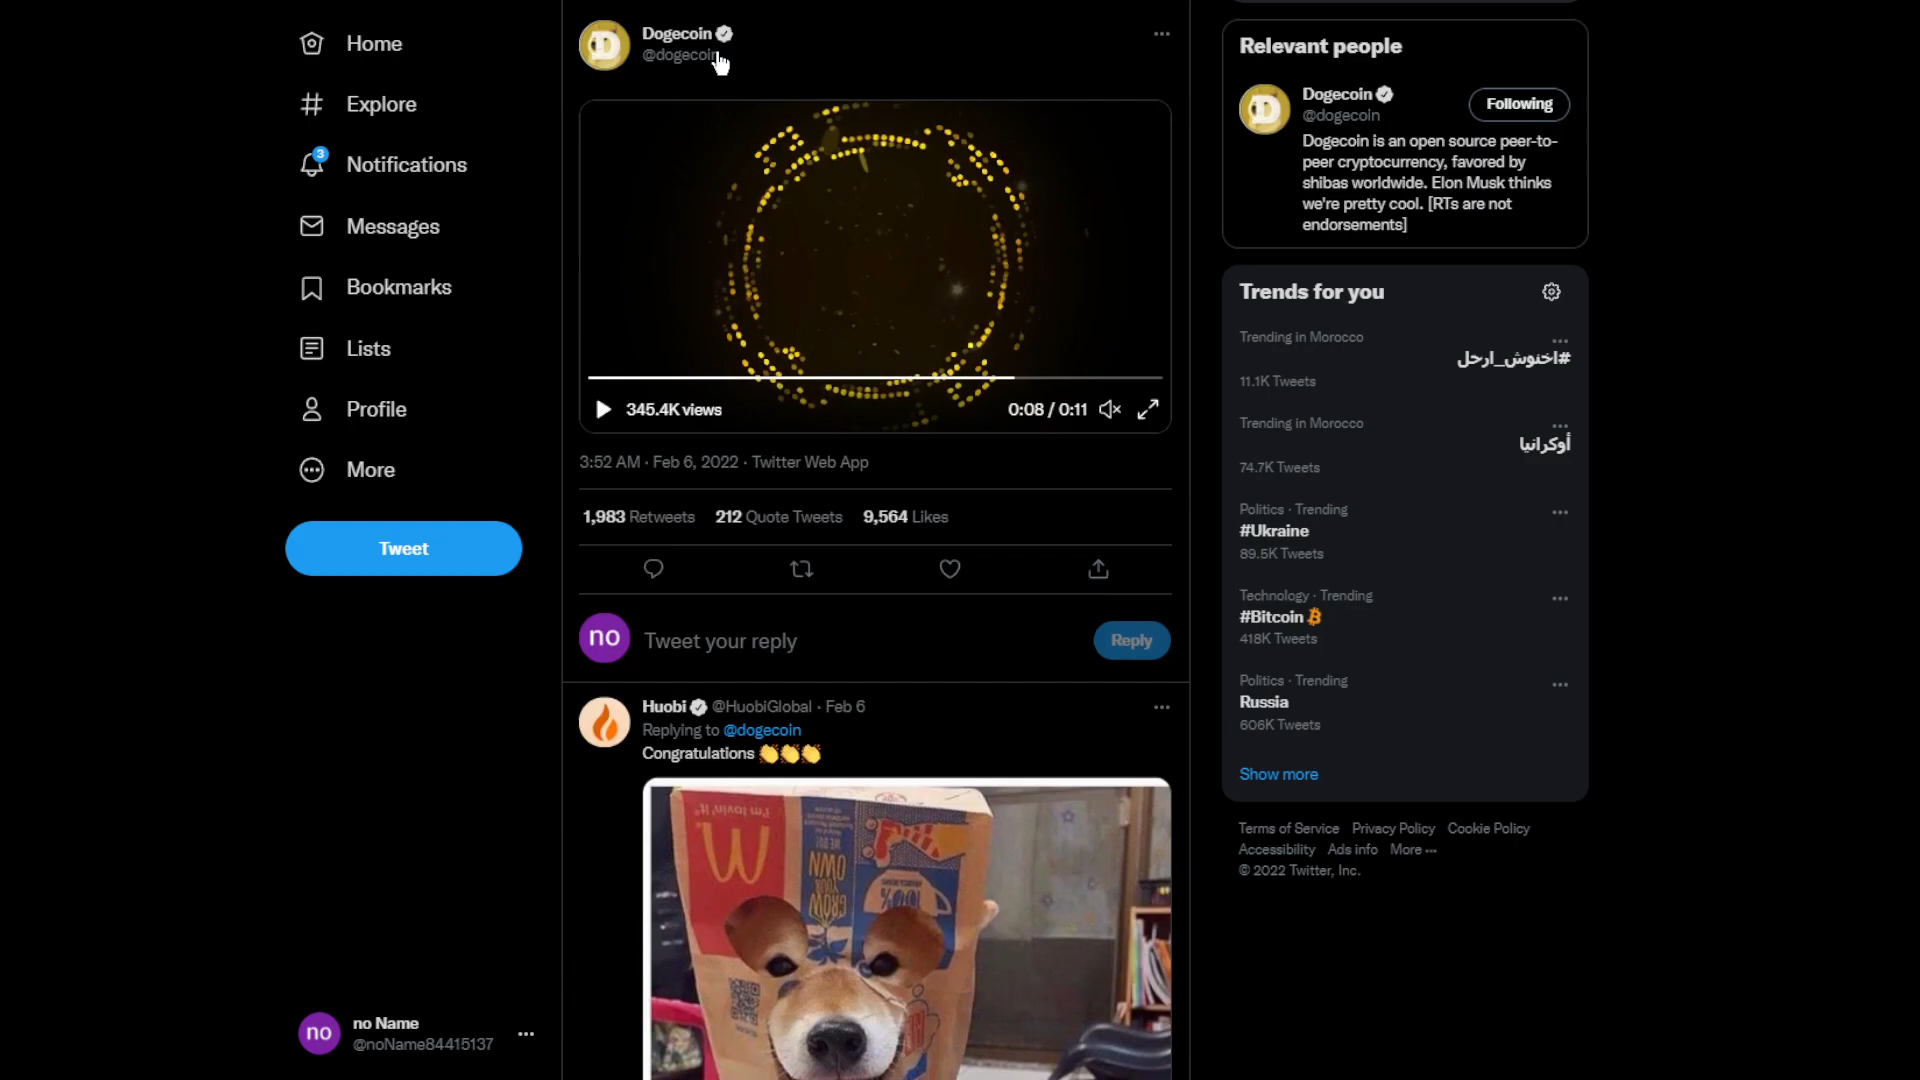 Home
Explore
3
Notifications
Messages
Bookmarks
Lists
Profile
More
Tweet
no
no Name
@noName84415137
Dogecoin
@dogecoin
345.4K views
0:08 / 0:11
3:52 AM · Feb 6, 2022 · Twitter Web App
1,983 Retweets 212 Quote Tweets 9,564 Likes
no
Tweet your reply
Reply
Huobi @HuobiGlobal · Feb 6
Replying to @dogecoin
Congratulations 👏👏👏
i'm lovin' it
OWN
YOUR
GROW
100%
Relevant people
Dogecoin
@dogecoin
Following
Dogecoin is an open source peer-to-
peer cryptocurrency, favored by
shibas worldwide. Elon Musk thinks
we're pretty cool. [RTs are not
endorsements]
Trends for you
Trending in Morocco
#اخنوش_ارحل
11.1K Tweets
Trending in Morocco
أوكرانيا
74.7K Tweets
Politics · Trending
#Ukraine
89.5K Tweets
Technology · Trending
#Bitcoin
418K Tweets
Politics · Trending
Russia
606K Tweets
Show more
Terms of Service Privacy Policy Cookie Policy
Accessibility Ads info More ···
© 2022 Twitter, Inc.